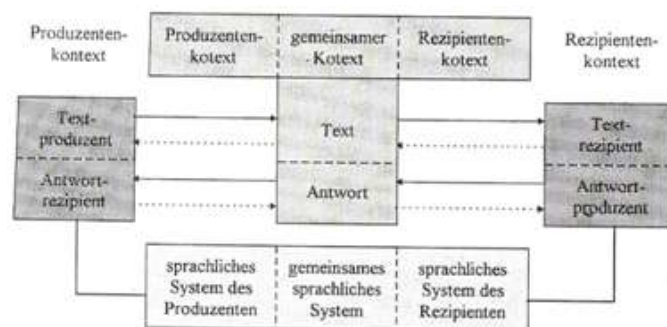 Produzenten-
kontext
Produzenten-
kotext
gemeinsamer
Kotext
Rezipienten-
kotext
Rezipienten-
kontext
Text-
produzent
Text
Text-
rezipient
Antwort-
rezipient
Antwort
Antwort-
produzent
sprachliches
System des
Produzenten
gemeinsames
sprachliches
System
sprachliches
System des
Rezipienten